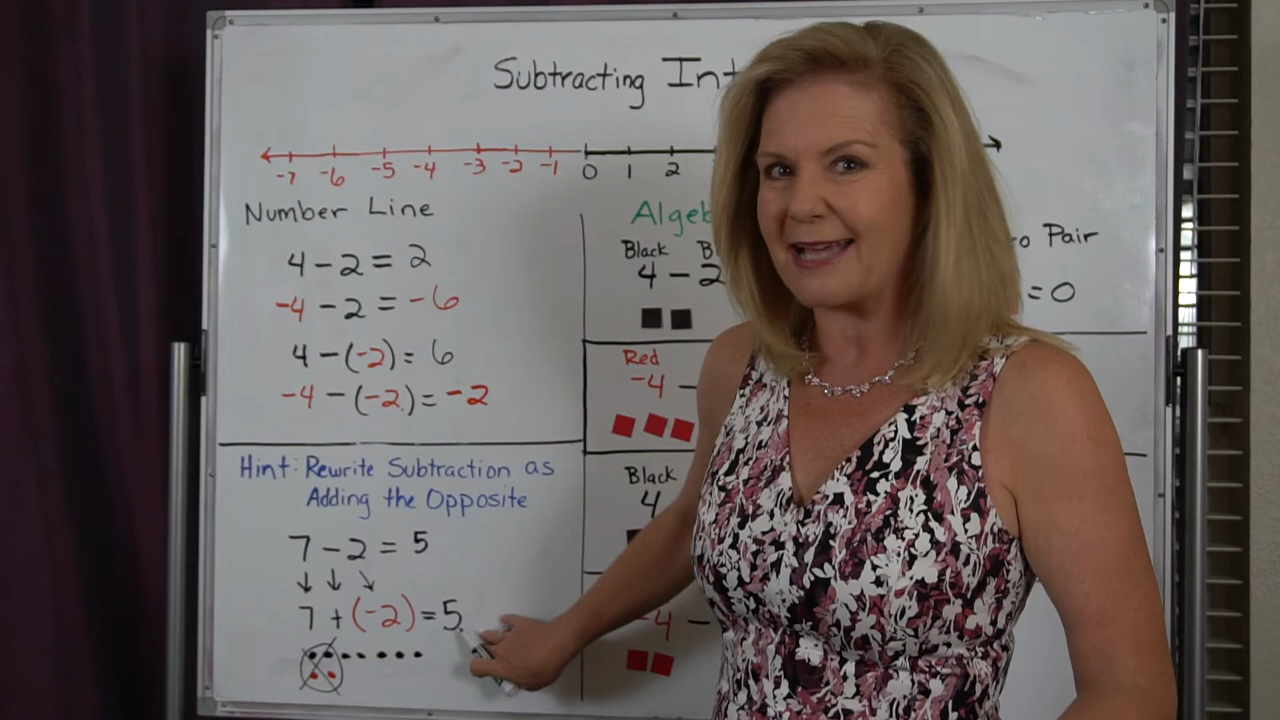 Subtracting Int
-7 -6 -5 -4 -3 -2 -1 0 1 2
Number Line
4 - 2 = 2
-4 - 2 = -6
4 - (-2) = 6
-4 - (-2) = -2
Hint: Rewrite Subtraction as
Adding the Opposite
7 - 2 = 5
↓ ↓ ↘
7 + (-2) = 5
Algeb
Black B
4 - 2
Red
-4 -
Black
4
-4 -
Pair
= 0